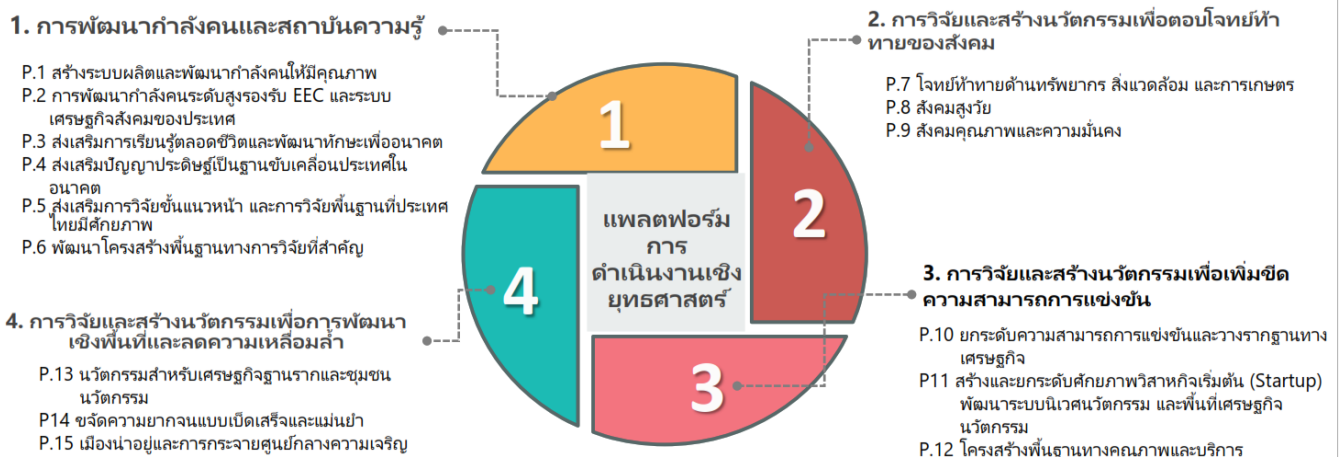 1. การพัฒนากำลังคนและสถาบันความรู้
P.1 สร้างระบบผลิตและพัฒนากำลังคนให้มีคุณภาพ
P.2 การพัฒนากำลังคนระดับสูงรองรับ EEC และระบบ
เศรษฐกิจสังคมของประเทศ
P.3 ส่งเสริมการเรียนรู้ตลอดชีวิตและพัฒนาทักษะเพื่ออนาคต
P.4 ส่งเสริมปัญญาประดิษฐ์เป็นฐานขับเคลื่อนประเทศใน
อนาคต
P.5 ส่งเสริมการวิจัยขั้นแนวหน้า และการวิจัยพื้นฐานที่ประเทศ
ไทยมีศักยภาพ
P.6 พัฒนาโครงสร้างพื้นฐานทางการวิจัยที่สำคัญ
2. การวิจัยและสร้างนวัตกรรมเพื่อตอบโจทย์ท้า
ทายของสังคม
P.7 โจทย์ท้าทายด้านทรัพยากร สิ่งแวดล้อม และการเกษตร
P.8 สังคมสูงวัย
P.9 สังคมคุณภาพและความมั่นคง
1
2
3
4
แพลตฟอร์ม
การ
ดำเนินงานเชิง
ยุทธศาสตร์
3. การวิจัยและสร้างนวัตกรรมเพื่อเพิ่มขีด
ความสามารถการแข่งขัน
P.10 ยกระดับความสามารถการแข่งขันและวางรากฐานทาง
เศรษฐกิจ
P11 สร้างและยกระดับศักยภาพวิสาหกิจเริ่มต้น (Startup)
พัฒนาระบบนิเวศนวัตกรรม และพื้นที่เศรษฐกิจ
นวัตกรรม
P.12 โครงสร้างพื้นฐานทางคุณภาพและบริการ
4. การวิจัยและสร้างนวัตกรรมเพื่อการพัฒนา
เชิงพื้นที่และลดความเหลื่อมล้ำ
P.13 นวัตกรรมสำหรับเศรษฐกิจฐานรากและชุมชน
นวัตกรรม
P14 ขจัดความยากจนแบบเบ็ดเสร็จและแม่นยำ
P.15 เมืองน่าอยู่และการกระจายศูนย์กลางความเจริญ